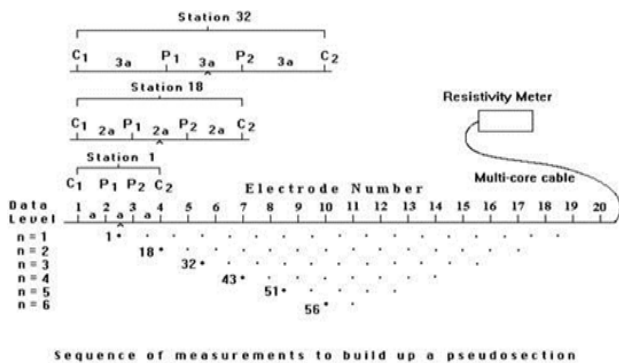 Station 32
C1 3a P1 3a P2 3a C2
Station 18
C1 2a P1 2a P2 2a C2
Resistivity Meter
Station 1
C1 P1 P2 C2
Electrode Number
Multi-core cable
Data Level
1 a 2 a 3 a 4 5 6 7 8 9 10 11 12 13 14 15 16 17 18 19 20
n = 1 1
n = 2 18
n = 3 32
n = 4 43
n = 5 51
n = 6 56
Sequence of measurements to build up a pseudosection